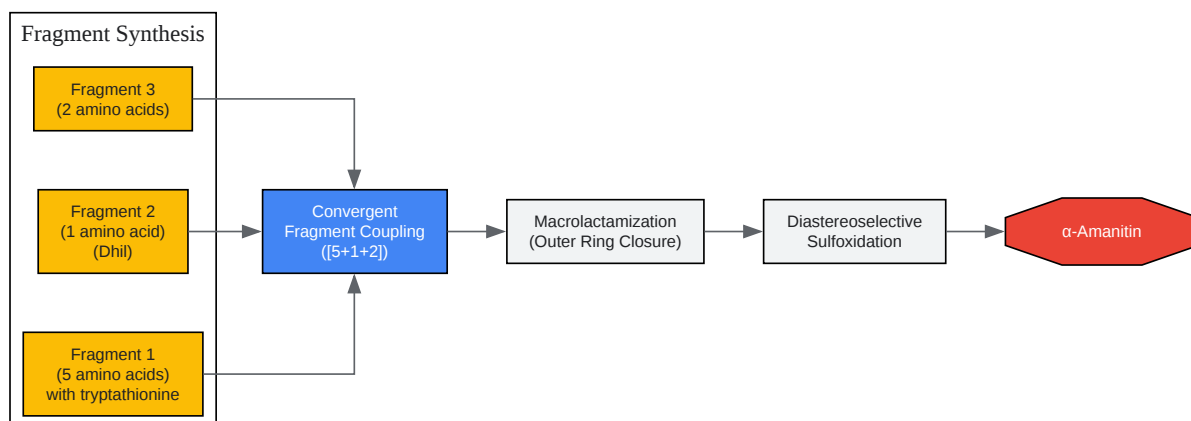 Fragment Synthesis
Fragment 3
(2 amino acids)
Fragment 2
(1 amino acid)
(Dhil)
Fragment 1
(5 amino acids)
with tryptathionine
Convergent
Fragment Coupling
([5+1+2])
Macrolactamization
(Outer Ring Closure)
Diastereoselective
Sulfoxidation
α-Amanitin